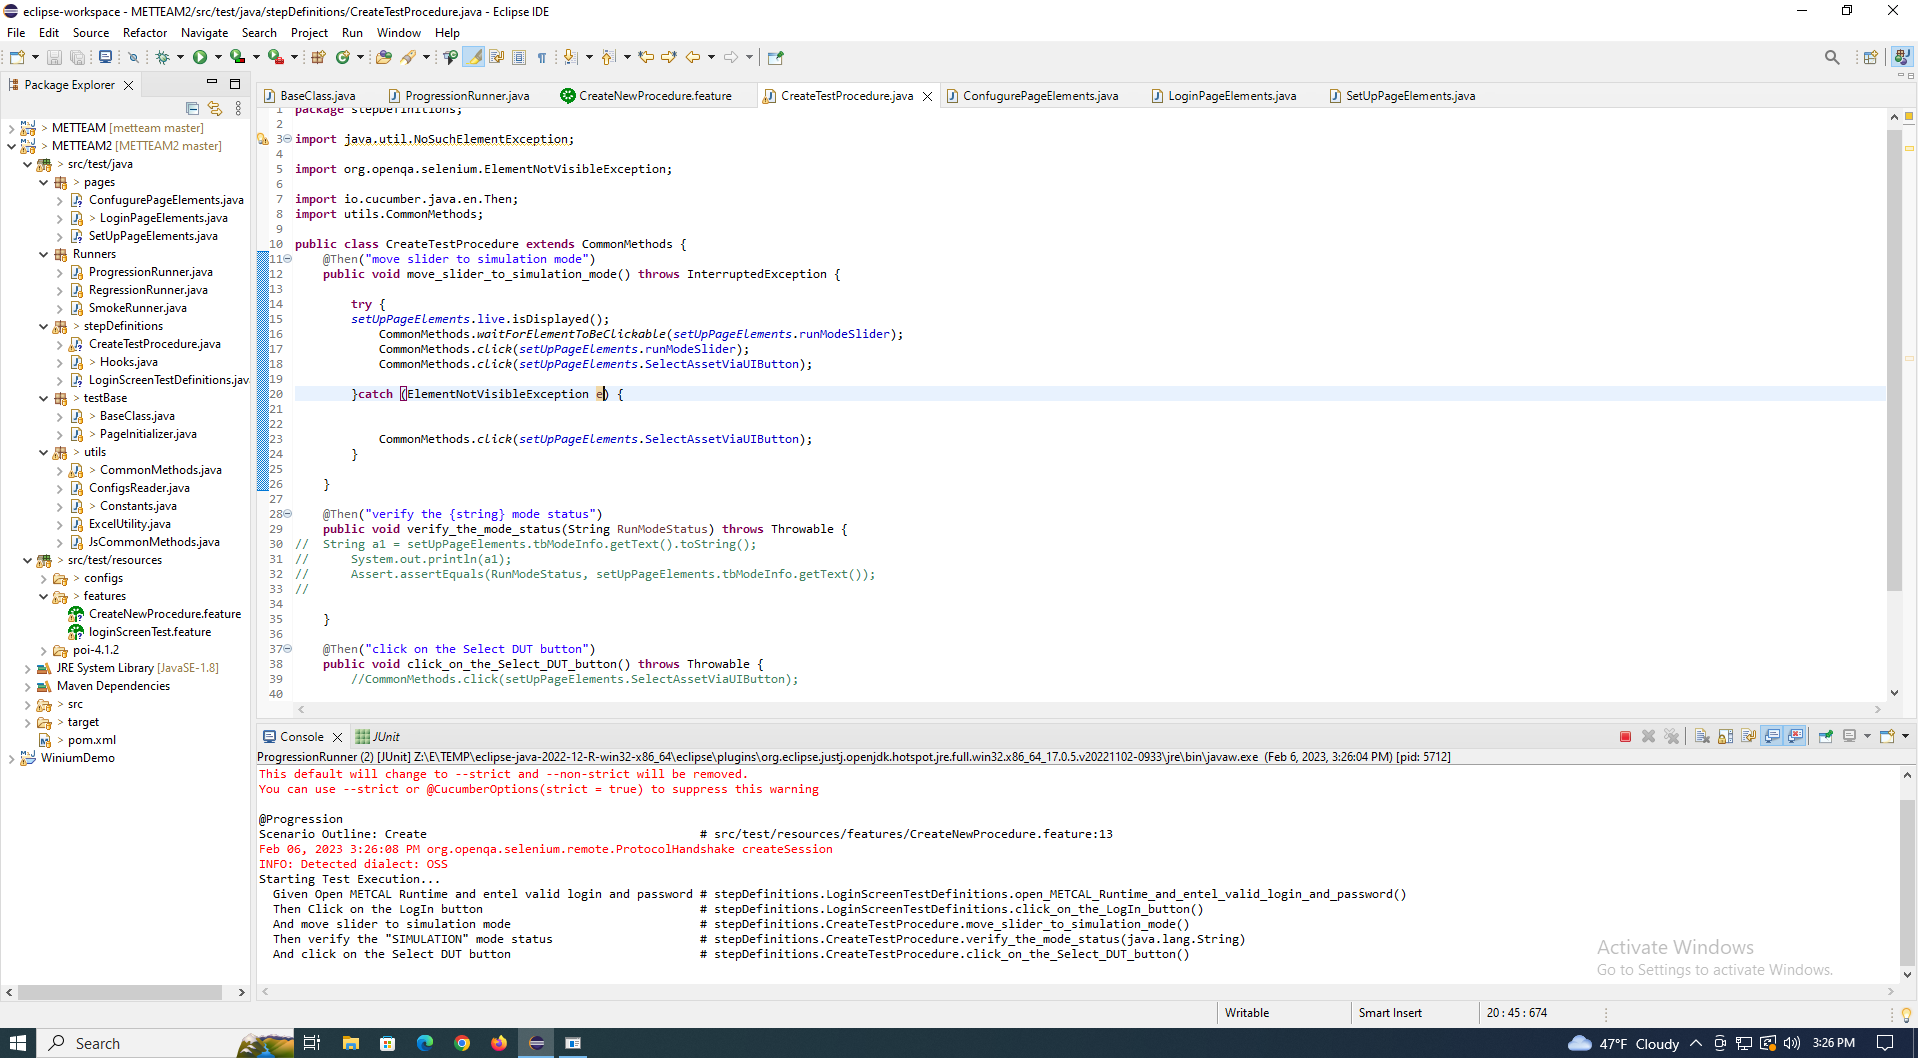 eclipse-workspace - METTEAM2/src/test/java/stepDefinitions/CreateTestProcedure.java - Eclipse IDE
File Edit Source Refactor Navigate Search Project Run Window Help
Package Explorer
METTEAM [metteam master]
METTEAM2 [METTEAM2 master]
src/test/java
pages
ConfugurePageElements.java
LoginPageElements.java
SetUpPageElements.java
Runners
ProgressionRunner.java
RegressionRunner.java
SmokeRunner.java
stepDefinitions
CreateTestProcedure.java
Hooks.java
LoginScreenTestDefinitions.jav
testBase
BaseClass.java
PageInitializer.java
utils
CommonMethods.java
ConfigsReader.java
Constants.java
ExcelUtility.java
JsCommonMethods.java
src/test/resources
configs
features
CreateNewProcedure.feature
loginScreenTest.feature
poi-4.1.2
JRE System Library [JavaSE-1.8]
Maven Dependencies
src
target
pom.xml
WiniumDemo
BaseClass.java ProgressionRunner.java CreateNewProcedure.feature CreateTestProcedure.java ConfugurePageElements.java LoginPageElements.java SetUpPageElements.java
1 package stepDefinitions;
2
3 import java.util.NoSuchElementException;
4
5 import org.openqa.selenium.ElementNotVisibleException;
6
7 import io.cucumber.java.en.Then;
8 import utils.CommonMethods;
9
10 public class CreateTestProcedure extends CommonMethods {
11 @Then("move slider to simulation mode")
12 public void move_slider_to_simulation_mode() throws InterruptedException {
13
14 try {
15 setUpPageElements.live.isDisplayed();
16 CommonMethods.waitForElementToBeClickable(setUpPageElements.runModeSlider);
17 CommonMethods.click(setUpPageElements.runModeSlider);
18 CommonMethods.click(setUpPageElements.SelectAssetViaUIButton);
19
20 }catch (ElementNotVisibleException e) {
21
22
23 CommonMethods.click(setUpPageElements.SelectAssetViaUIButton);
24 }
25
26 }
27
28 @Then("verify the {string} mode status")
29 public void verify_the_mode_status(String RunModeStatus) throws Throwable {
30 // String a1 = setUpPageElements.tbModeInfo.getText().toString();
31 // System.out.println(a1);
32 // Assert.assertEquals(RunModeStatus, setUpPageElements.tbModeInfo.getText());
33 //
34
35 }
36
37 @Then("click on the Select DUT button")
38 public void click_on_the_Select_DUT_button() throws Throwable {
39 //CommonMethods.click(setUpPageElements.SelectAssetViaUIButton);
40
Console JUnit
ProgressionRunner (2) [JUnit] Z:\E\TEMP\eclipse-java-2022-12-R-win32-x86_64\eclipse\plugins\org.eclipse.justj.openjdk.hotspot.jre.full.win32.x86_64_17.0.5.v20221102-0933\jre\bin\javaw.exe (Feb 6, 2023, 3:26:04 PM) [pid: 5712]
This default will change to --strict and --non-strict will be removed.
You can use --strict or @CucumberOptions(strict = true) to suppress this warning
@Progression
Scenario Outline: Create # src/test/resources/features/CreateNewProcedure.feature:13
Feb 06, 2023 3:26:08 PM org.openqa.selenium.remote.ProtocolHandshake createSession
INFO: Detected dialect: OSS
Starting Test Execution...
Given Open METCAL Runtime and entel valid login and password # stepDefinitions.LoginScreenTestDefinitions.open_METCAL_Runtime_and_entel_valid_login_and_password()
Then Click on the LogIn button # stepDefinitions.LoginScreenTestDefinitions.click_on_the_LogIn_button()
And move slider to simulation mode # stepDefinitions.CreateTestProcedure.move_slider_to_simulation_mode()
Then verify the "SIMULATION" mode status # stepDefinitions.CreateTestProcedure.verify_the_mode_status(java.lang.String)
And click on the Select DUT button # stepDefinitions.CreateTestProcedure.click_on_the_Select_DUT_button()
Activate Windows
Go to Settings to activate Windows.
Writable Smart Insert 20 : 45 : 674
Search 47°F Cloudy 3:26 PM